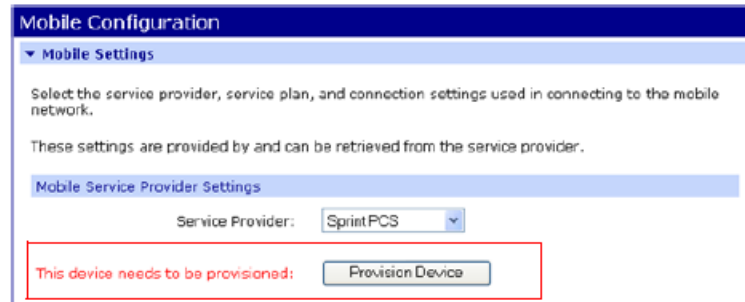 Mobile Configuration
Mobile Settings
Select the service provider, service plan, and connection settings used in connecting to the mobile
network.
These settings are provided by and can be retrieved from the service provider.
Mobile Service Provider Settings
Service Provider: Sprint PCS
This device needs to be provisioned: Provision Device